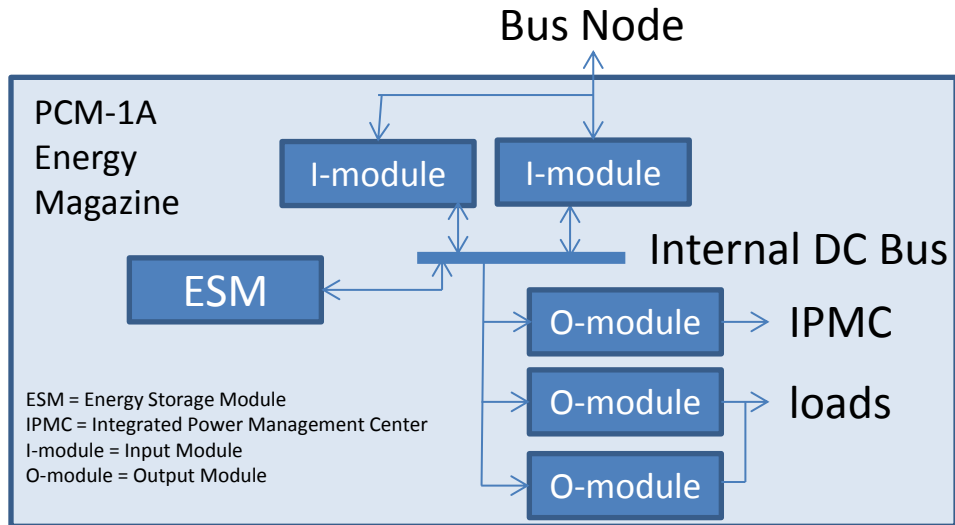 Bus Node
PCM-1A
Energy
Magazine
I-module
I-module
Internal DC Bus
ESM
O-module
IPMC
O-module
loads
O-module
ESM = Energy Storage Module
IPMC = Integrated Power Management Center
I-module = Input Module
O-module = Output Module